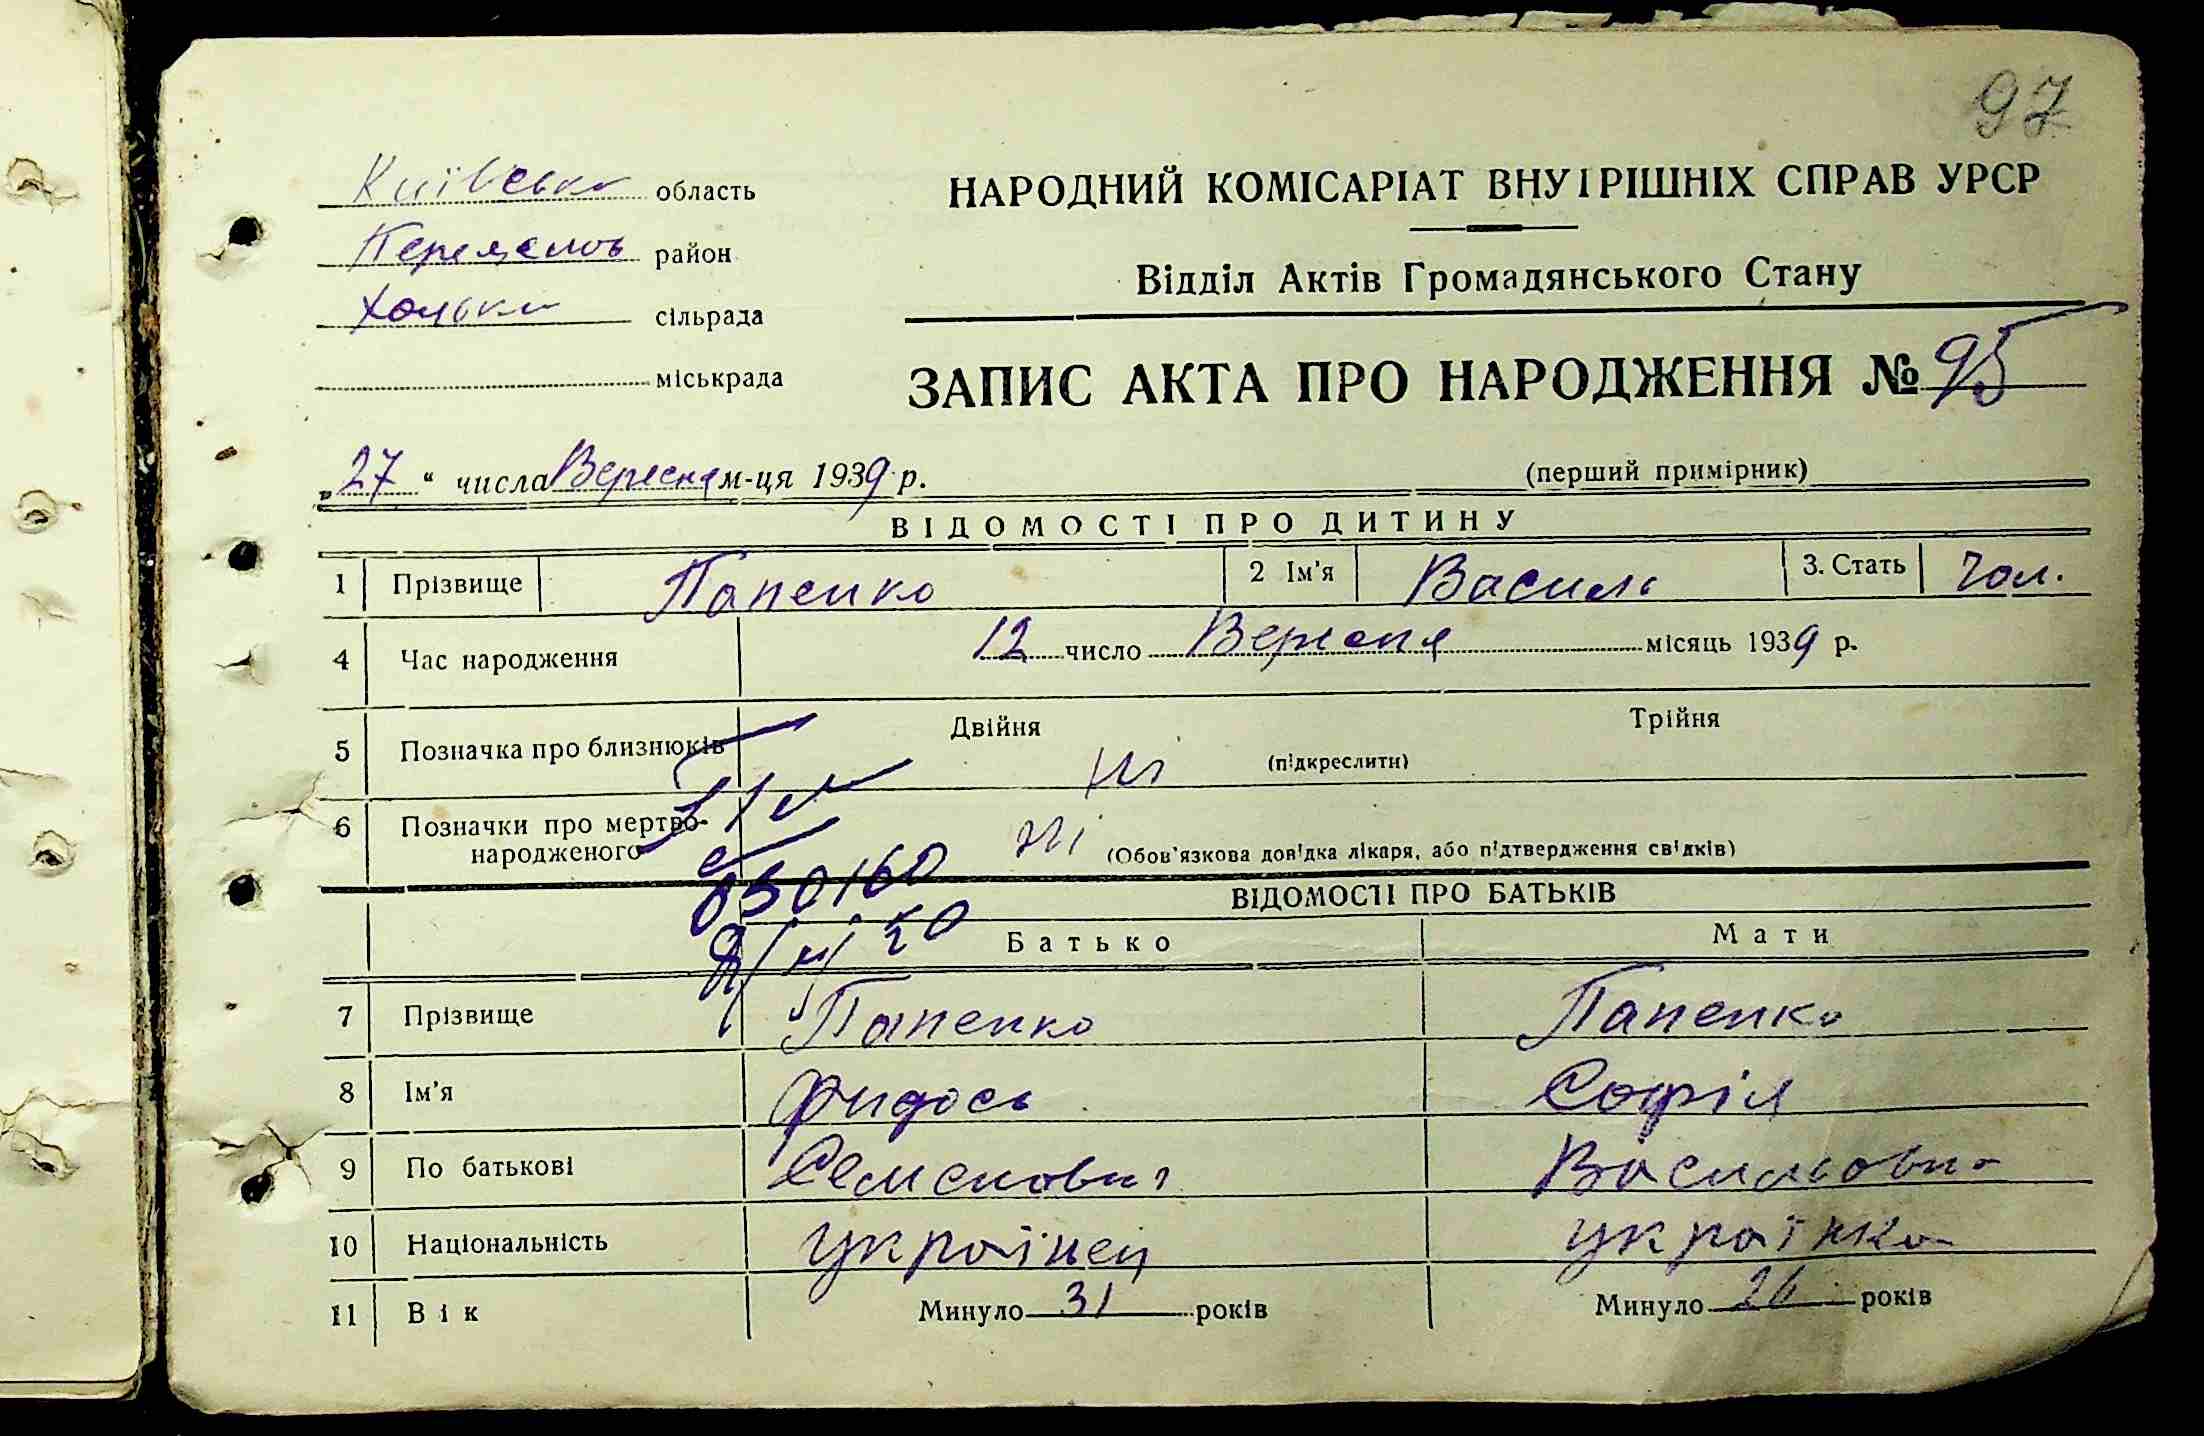 97
Київська область
НАРОДНИЙ КОМІСАРІАТ ВНУТРІШНІХ СПРАВ УРСР
район
Відділ Актів Громадянського Стану
сільрада
міськрада
ЗАПИС АКТА ПРО НАРОДЖЕННЯ № 95
„27“ числа Вересня м-ця 1939 р.
(перший примірник)
ВІДОМОСТІ ПРО ДИТИНУ
1 Прізвище Папенко 2 Ім'я Василь 3. Стать Чол.
4 Час народження 12 число Вересня місяць 1939 р.
5 Позначка про близнюків Двійня Трійня
ні (підкреслити)
6 Позначки про мертво-
народженого ні (Обов'язкова довідка лікаря, або підтвердження свідків)
030160
ВІДОМОСТІ ПРО БАТЬКІВ
Батько Мати
7 Прізвище Папенко Папенко
8 Ім'я Фидось Софія
9 По батькові Семенович Васильовна
10 Національність українец українка
11 Вік Минуло 31 років Минуло 26 років